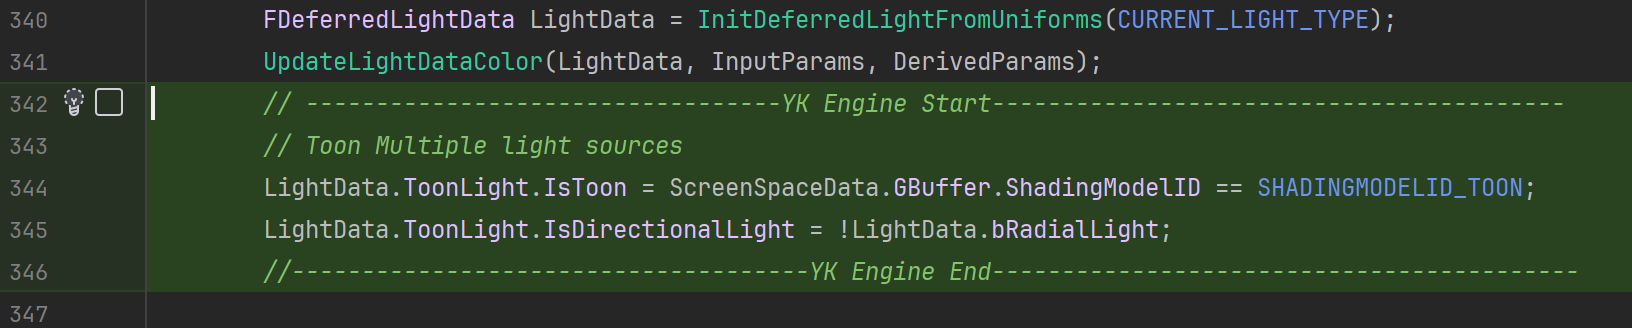 340 FDeferredLightData LightData = InitDeferredLightFromUniforms(CURRENT_LIGHT_TYPE);
341 UpdateLightDataColor(LightData, InputParams, DerivedParams);
342 // ----------------------------------YK Engine Start-----------------------------------------
343 // Toon Multiple light sources
344 LightData.ToonLight.IsToon = ScreenSpaceData.GBuffer.ShadingModelID == SHADINGMODELID_TOON;
345 LightData.ToonLight.IsDirectionalLight = !LightData.bRadialLight;
346 //-------------------------------------YK Engine End------------------------------------------
347